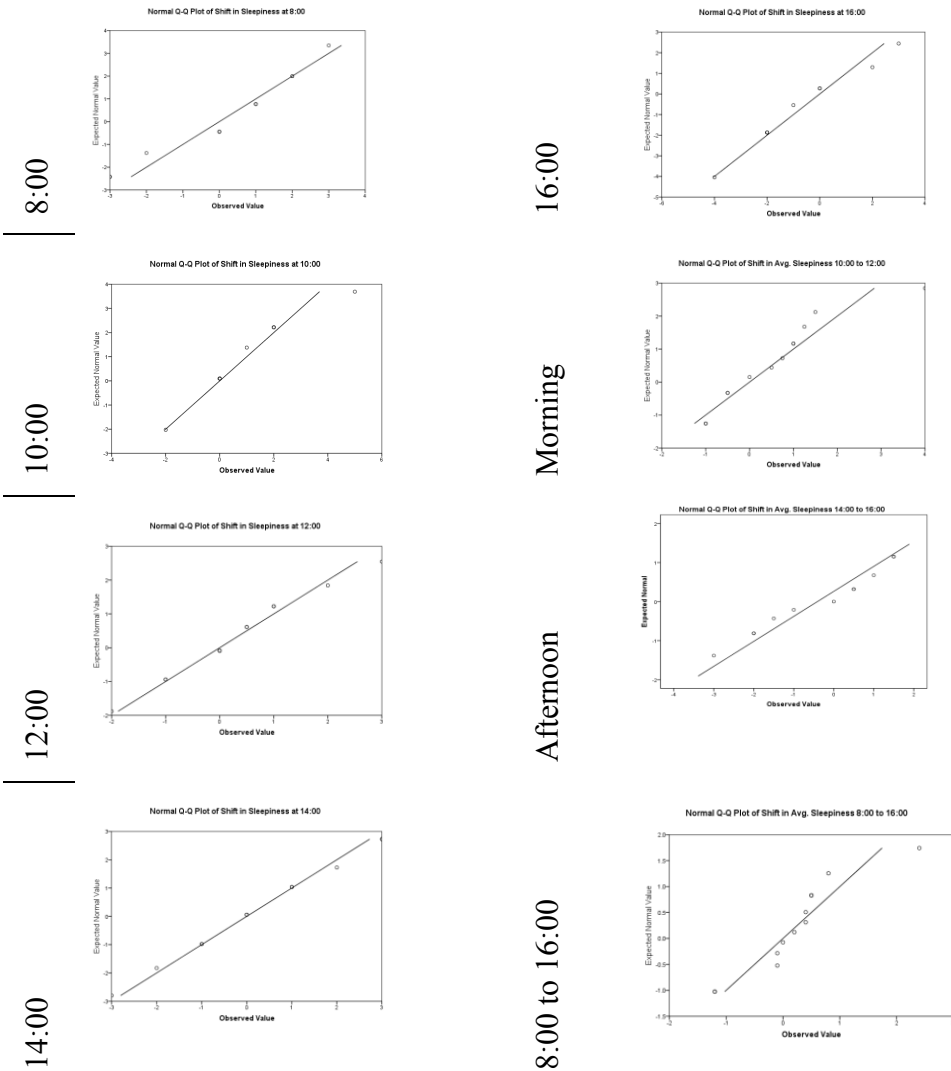 8:00
Normal Q-Q Plot of Shift in Sleepiness at 8:00
Expected Normal Value
Observed Value
16:00
Normal Q-Q Plot of Shift in Sleepiness at 16:00
Expected Normal Value
Observed Value
10:00
Normal Q-Q Plot of Shift in Sleepiness at 10:00
Expected Normal Value
Observed Value
Morning
Normal Q-Q Plot of Shift in Avg. Sleepiness 10:00 to 12:00
Expected Normal Value
Observed Value
12:00
Normal Q-Q Plot of Shift in Sleepiness at 12:00
Expected Normal Value
Observed Value
Afternoon
Normal Q-Q Plot of Shift in Avg. Sleepiness 14:00 to 16:00
Expected Normal
Observed Value
14:00
Normal Q-Q Plot of Shift in Sleepiness at 14:00
Expected Normal Value
Observed Value
8:00 to 16:00
Normal Q-Q Plot of Shift in Avg. Sleepiness 8:00 to 16:00
Expected Normal Value
Observed Value